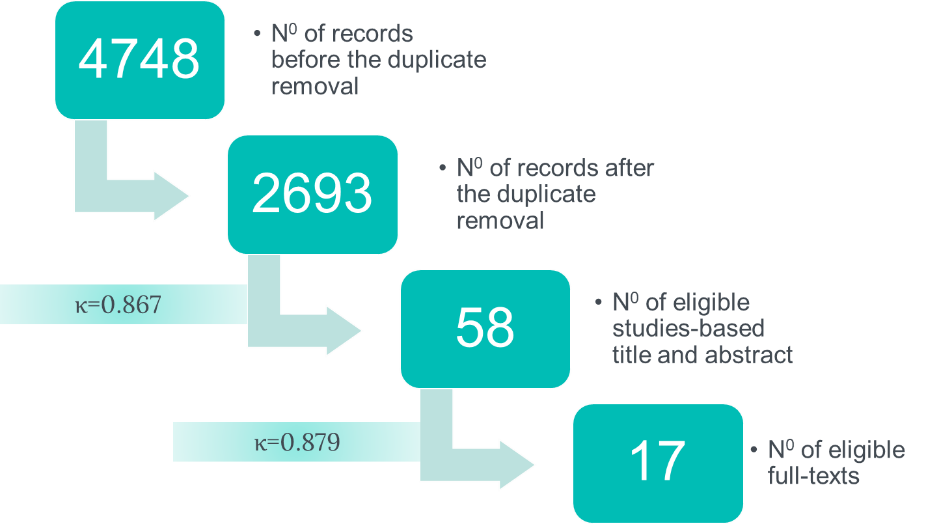 4748
• N⁰ of records
before the duplicate
removal
2693
• N⁰ of records after
the duplicate
removal
κ=0.867
58
• N⁰ of eligible
studies-based
title and abstract
κ=0.879
17
• N⁰ of eligible
full-texts